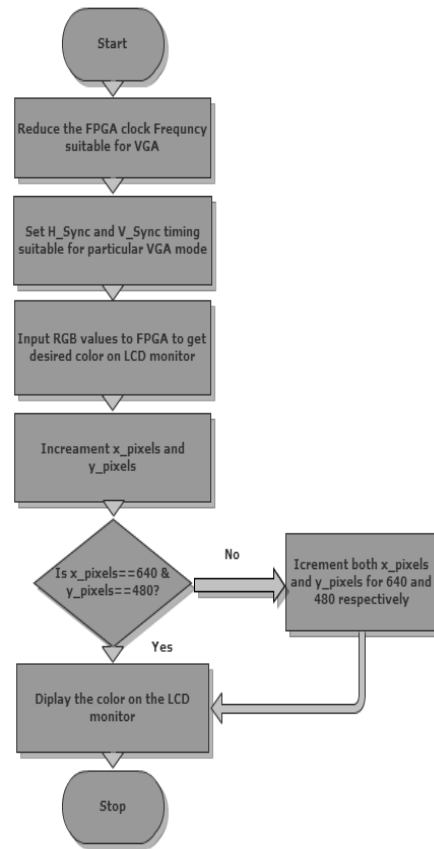 Start
Reduce the FPGA clock Frequncy
suitable for VGA
Set H_Sync and V_Sync timing
suitable for particular VGA mode
Input RGB values to FPGA to get
desired color on LCD monitor
Increament x_pixels and
y_pixels
Is x_pixels==640 &
y_pixels==480?
No
Icrement both x_pixels
and y_pixels for 640 and
480 respectively
Yes
Diplay the color on the LCD
monitor
Stop